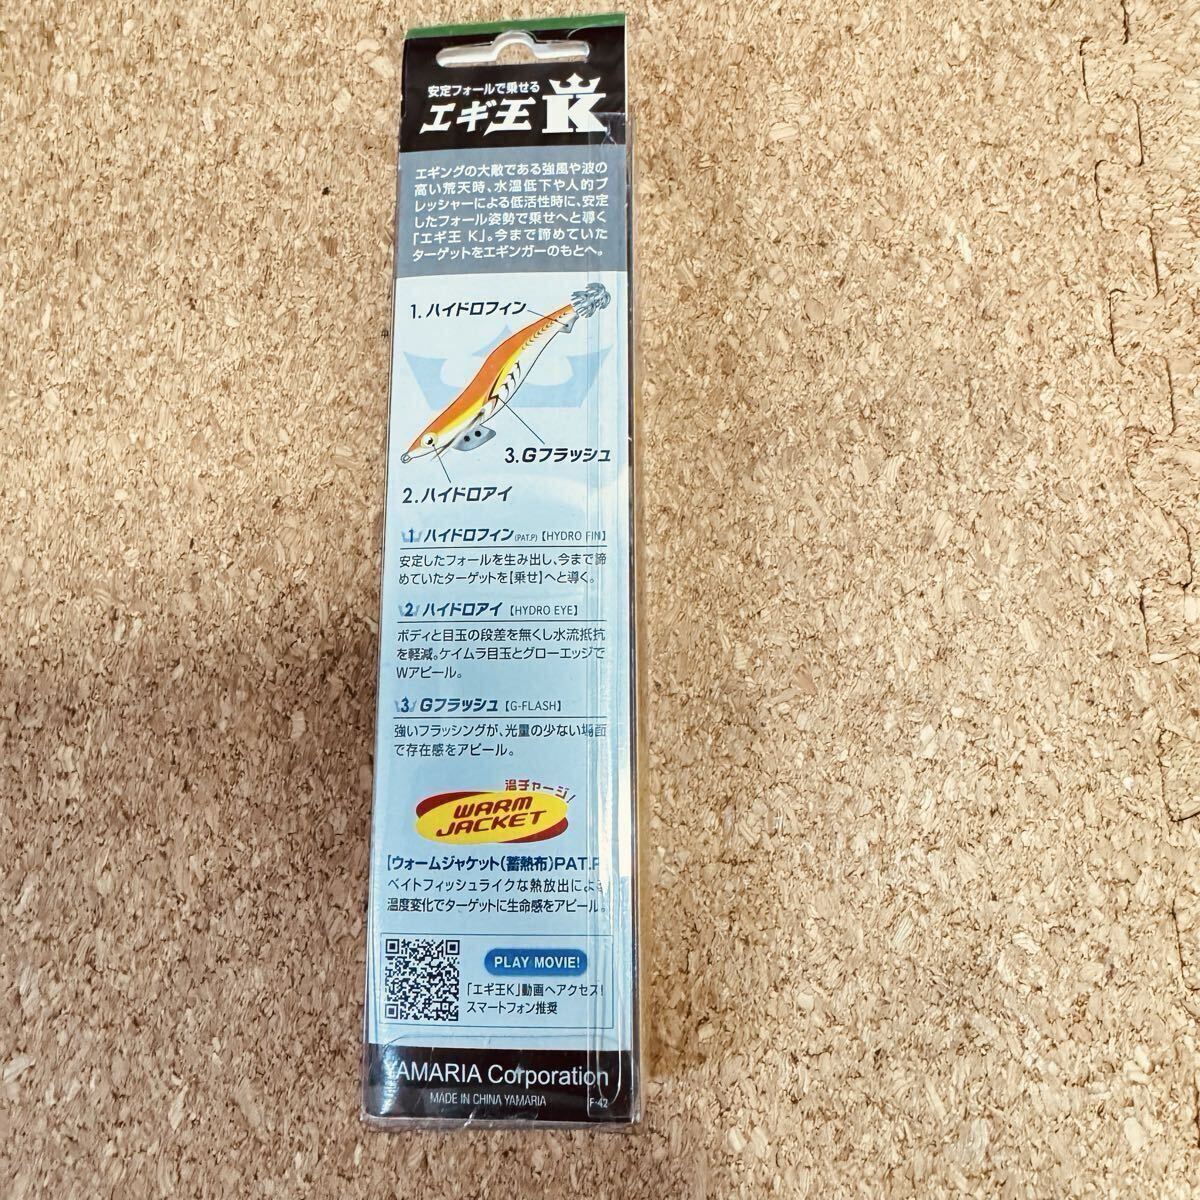 安定フォールで乗せる
エギ王 K
エギングの大敵である強風や波の
高い荒天時、水温低下や人的プ
レッシャーによる低活性時に、安定
したフォール姿勢で乗せへと導く
「エギ王 K」。今まで諦めていた
ターゲットをエギンガーのもとへ。
1. ハイドロフィン
3. Gフラッシュ
2. ハイドロアイ
1 ハイドロフィン(PAT.P)【HYDRO FIN】
安定したフォールを生み出し、今まで諦
めていたターゲットを【乗せ】へと導く。
2 ハイドロアイ【HYDRO EYE】
ボディと目玉の段差を無くし水流抵抗
を軽減。ケイムラ目玉とグローエッジで
Wアピール。
3 Gフラッシュ【G-FLASH】
強いフラッシングが、光量の少ない場面
で存在感をアピール。
温チャージ!
WARM
JACKET
【ウォームジャケット(蓄熱布)PAT.P
ベイトフィッシュライクな熱放出による
温度変化でターゲットに生命感をアピール。
PLAY MOVIE!
「エギ王K」動画へアクセス!
スマートフォン推奨
YAMARIA Corporation
MADE IN CHINA YAMARIA
F-42